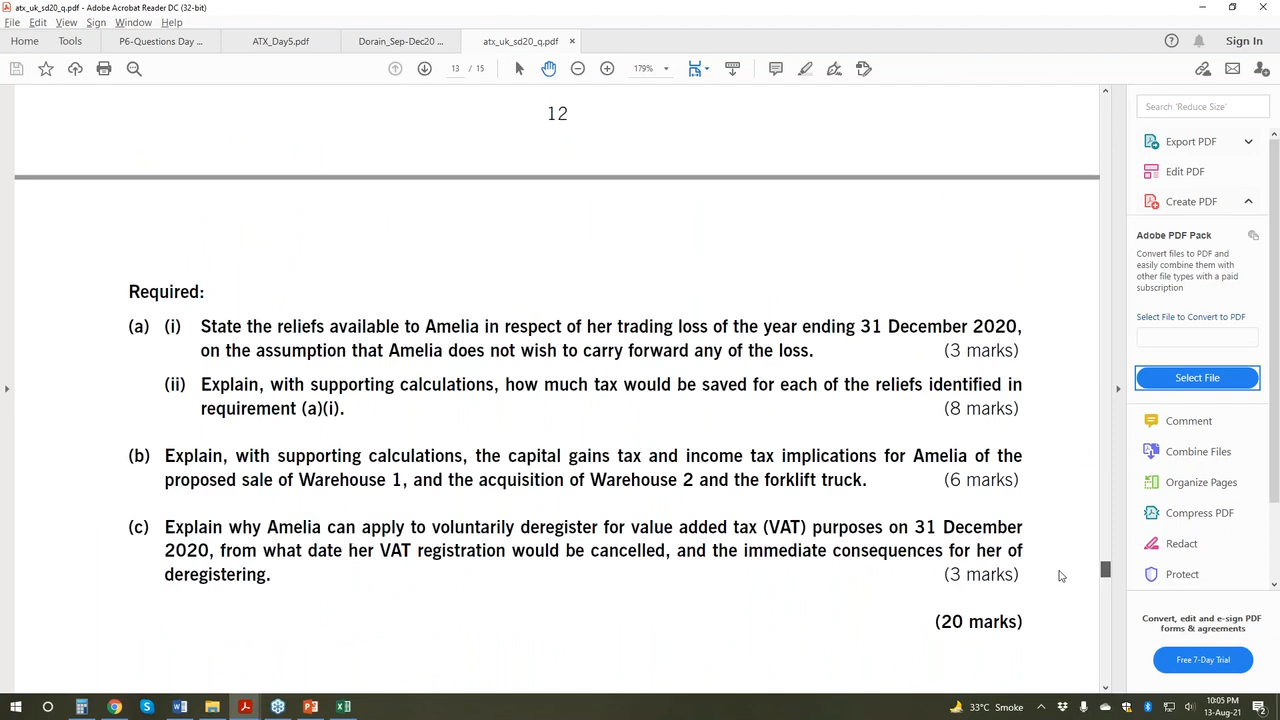 atx_uk_sd20_q.pdf - Adobe Acrobat Reader DC (32-bit)
File Edit View Sign Window Help
Home Tools P6-Questions Day ... ATX_Day5.pdf Dorain_Sep-Dec20 ... atx_uk_sd20_q.pdf × Sign In
13 / 15 179%
12
Required:
(a) (i) State the reliefs available to Amelia in respect of her trading loss of the year ending 31 December 2020,
on the assumption that Amelia does not wish to carry forward any of the loss. (3 marks)
(ii) Explain, with supporting calculations, how much tax would be saved for each of the reliefs identified in
requirement (a)(i). (8 marks)
(b) Explain, with supporting calculations, the capital gains tax and income tax implications for Amelia of the
proposed sale of Warehouse 1, and the acquisition of Warehouse 2 and the forklift truck. (6 marks)
(c) Explain why Amelia can apply to voluntarily deregister for value added tax (VAT) purposes on 31 December
2020, from what date her VAT registration would be cancelled, and the immediate consequences for her of
deregistering. (3 marks)
(20 marks)
Search 'Reduce Size'
Export PDF
Edit PDF
Create PDF
Adobe PDF Pack
Convert files to PDF and
easily combine them with
other file types with a paid
subscription
Select File to Convert to PDF
Select File
Comment
Combine Files
Organize Pages
Compress PDF
Redact
Protect
Convert, edit and e-sign PDF
forms & agreements
Free 7-Day Trial
33°C Smoke
10:05 PM
13-Aug-21
2